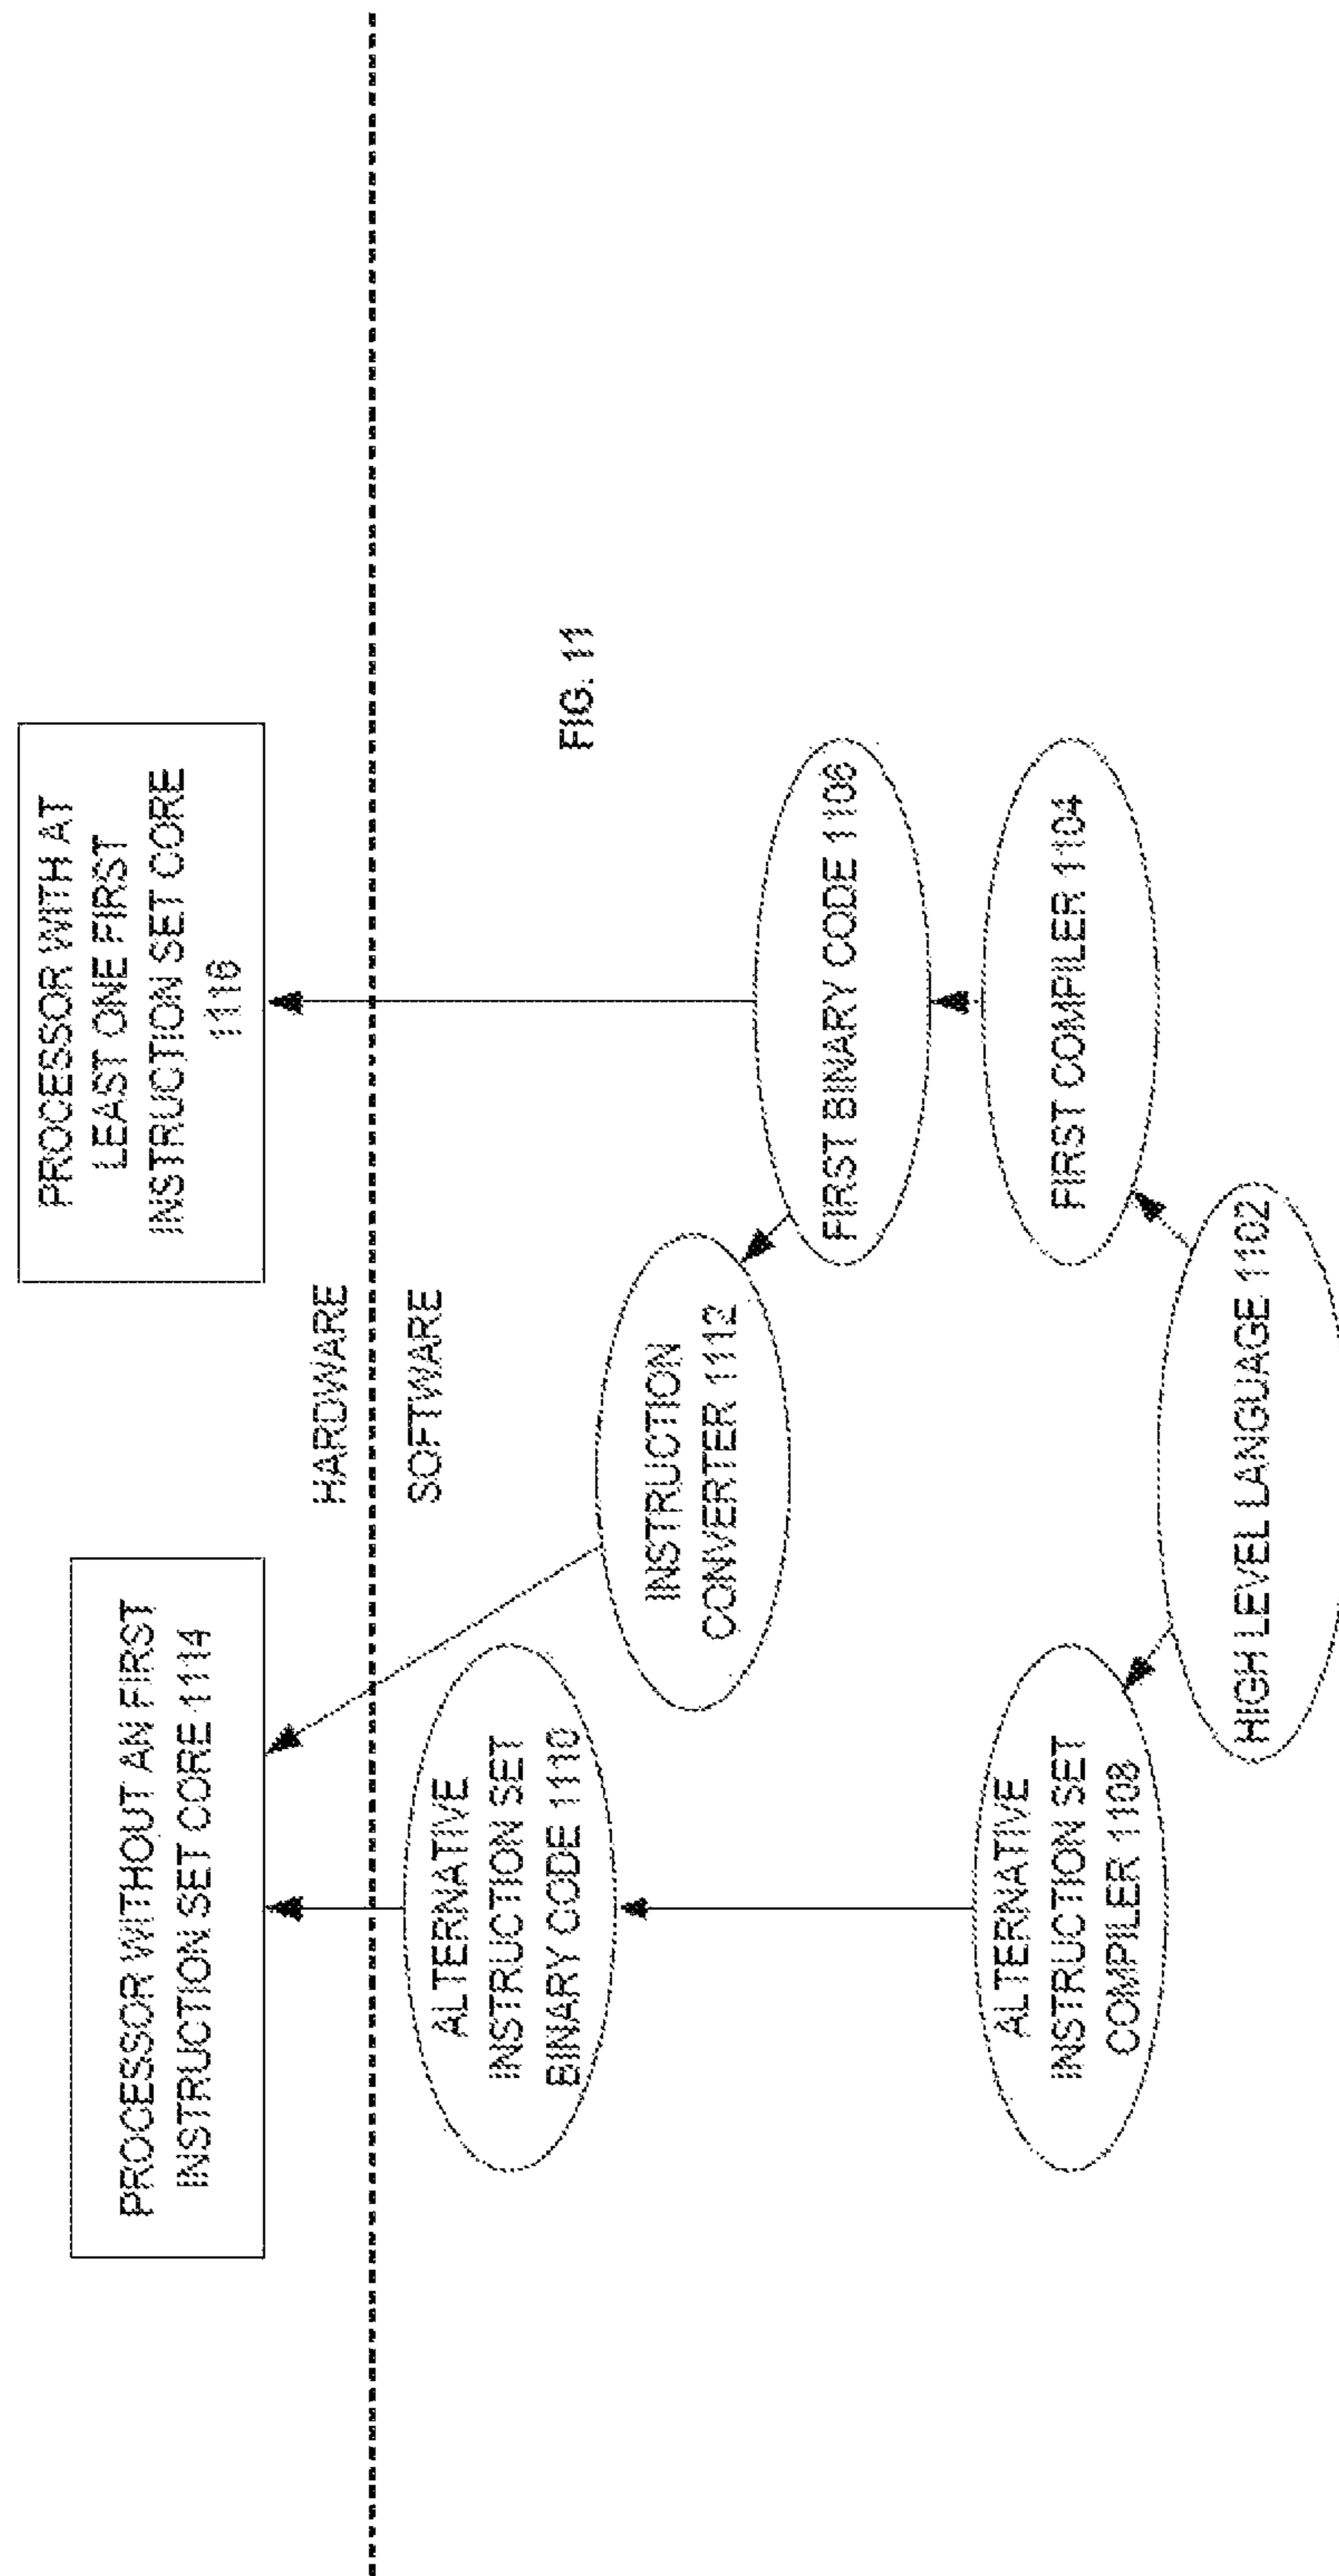 PROCESSOR WITHOUT AN FIRST
INSTRUCTION SET CORE 1114
PROCESSOR WITH AT
LEAST ONE FIRST
INSTRUCTION SET CORE
1116
HARDWARE
SOFTWARE
ALTERNATIVE
INSTRUCTION SET
BINARY CODE 1110
INSTRUCTION
CONVERTER 1112
FIG. 11
FIRST BINARY CODE 1106
ALTERNATIVE
INSTRUCTION SET
COMPILER 1108
FIRST COMPILER 1104
HIGH LEVEL LANGUAGE 1102